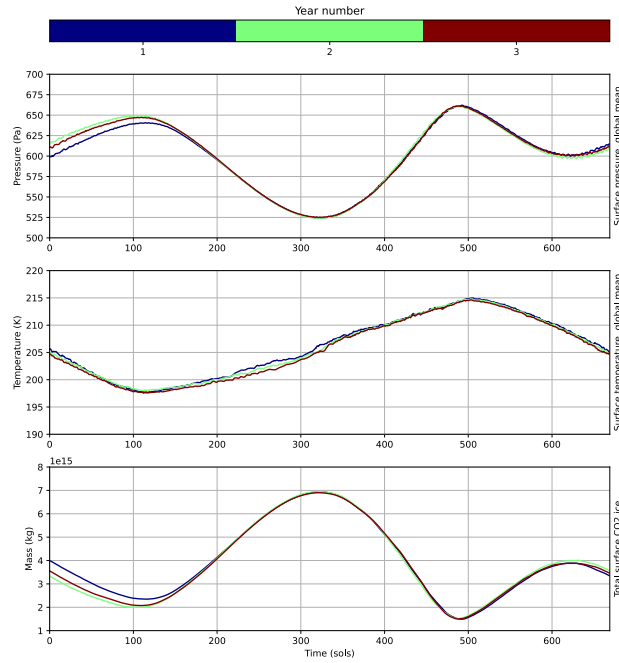 Year number
1 2 3
700
675
650
625
600
575
550
525
500
Pressure (Pa)
Surface pressure, global mean
0 100 200 300 400 500 600
220
215
210
205
200
195
190
Temperature (K)
Surface temperature, global mean
0 100 200 300 400 500 600
1e15
8
7
6
5
4
3
2
1
Mass (kg)
Total surface CO2 ice
0 100 200 300 400 500 600
Time (sols)